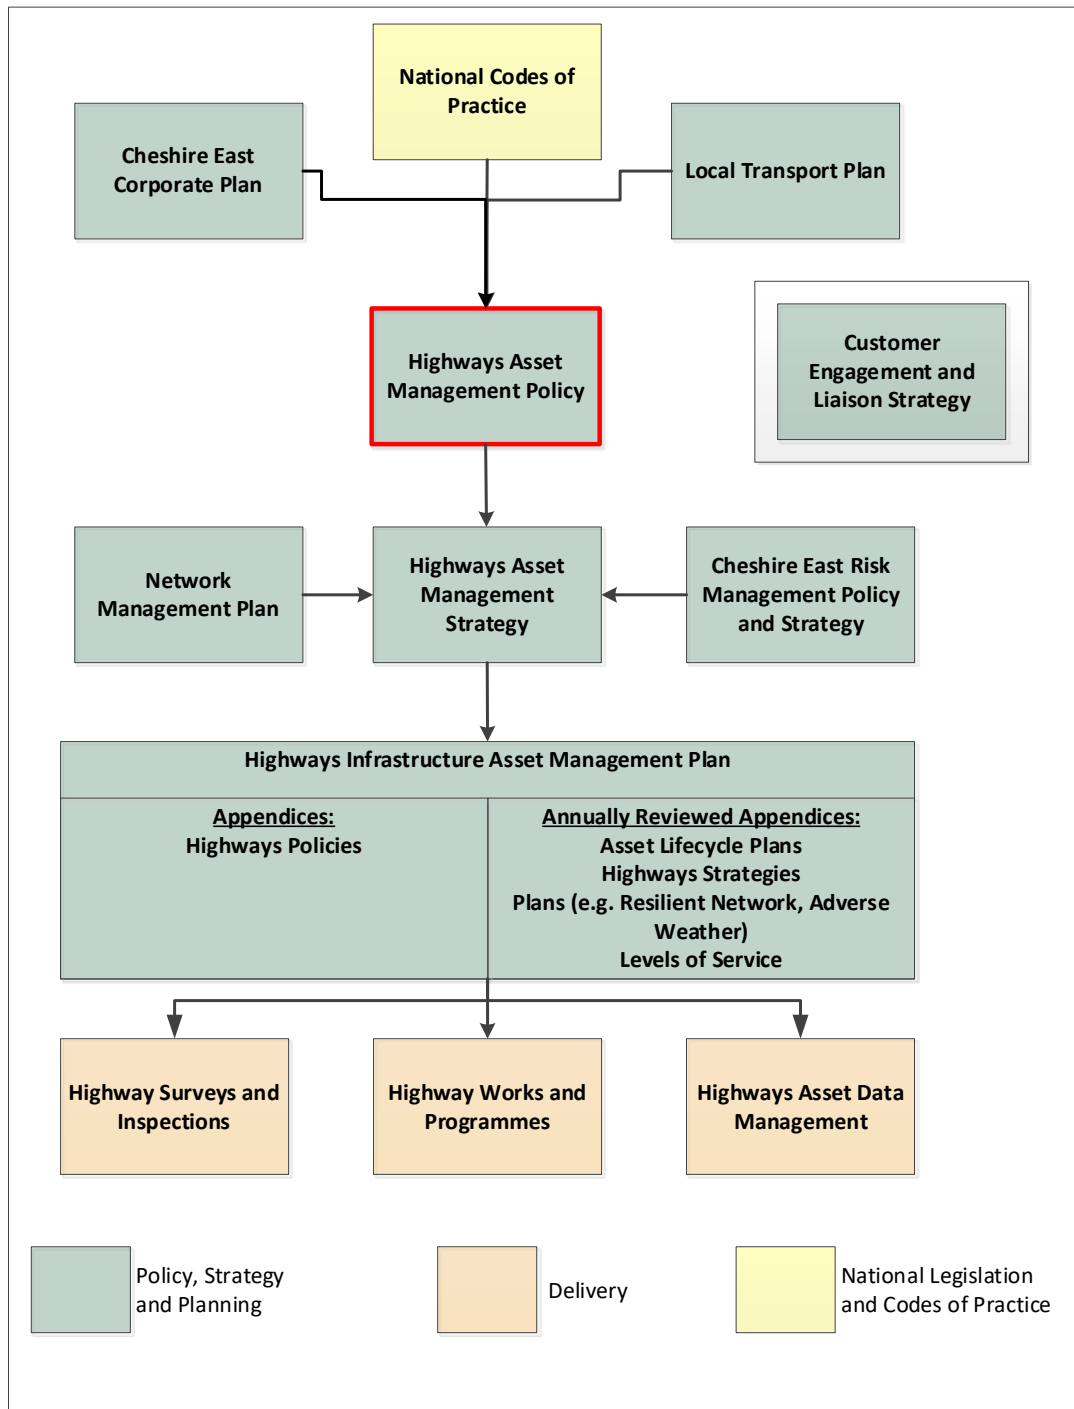 National Codes of
Practice
Cheshire East
Corporate Plan
Local Transport Plan
Highways Asset
Management Policy
Customer
Engagement and
Liaison Strategy
Network
Management Plan
Highways Asset
Management
Strategy
Cheshire East Risk
Management Policy
and Strategy
Highways Infrastructure Asset Management Plan
Appendices:
Highways Policies
Annually Reviewed Appendices:
Asset Lifecycle Plans
Highways Strategies
Plans (e.g. Resilient Network, Adverse
Weather)
Levels of Service
Highway Surveys and
Inspections
Highway Works and
Programmes
Highways Asset Data
Management
Policy, Strategy
and Planning
Delivery
National Legislation
and Codes of Practice